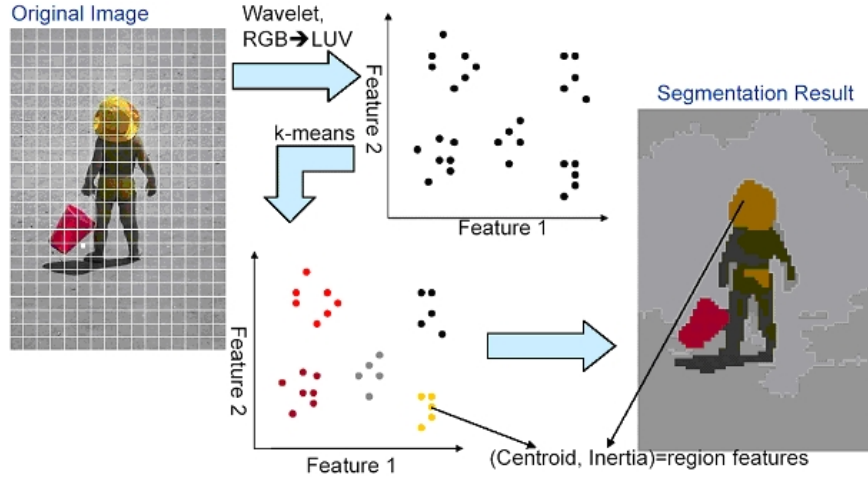 Original Image
Wavelet,
RGB➔LUV
Feature 2
Feature 1
k-means
Segmentation Result
Feature 2
Feature 1
(Centroid, Inertia)=region features